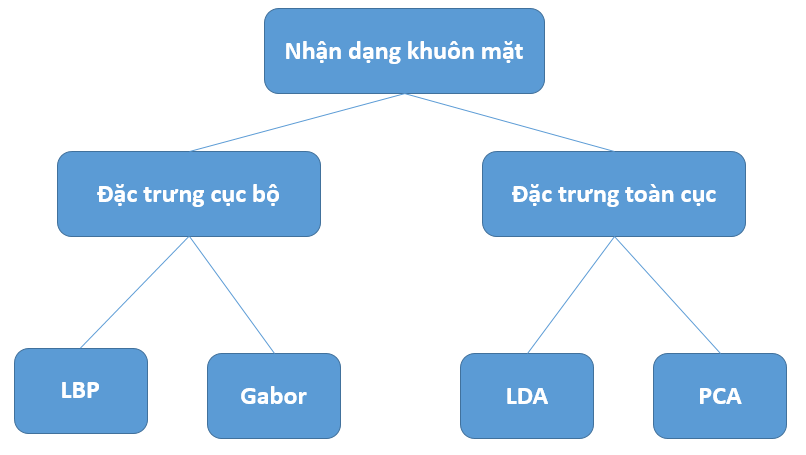 Nhận dạng khuôn mặt
Đặc trưng cục bộ
Đặc trưng toàn cục
LBP
Gabor
LDA
PCA